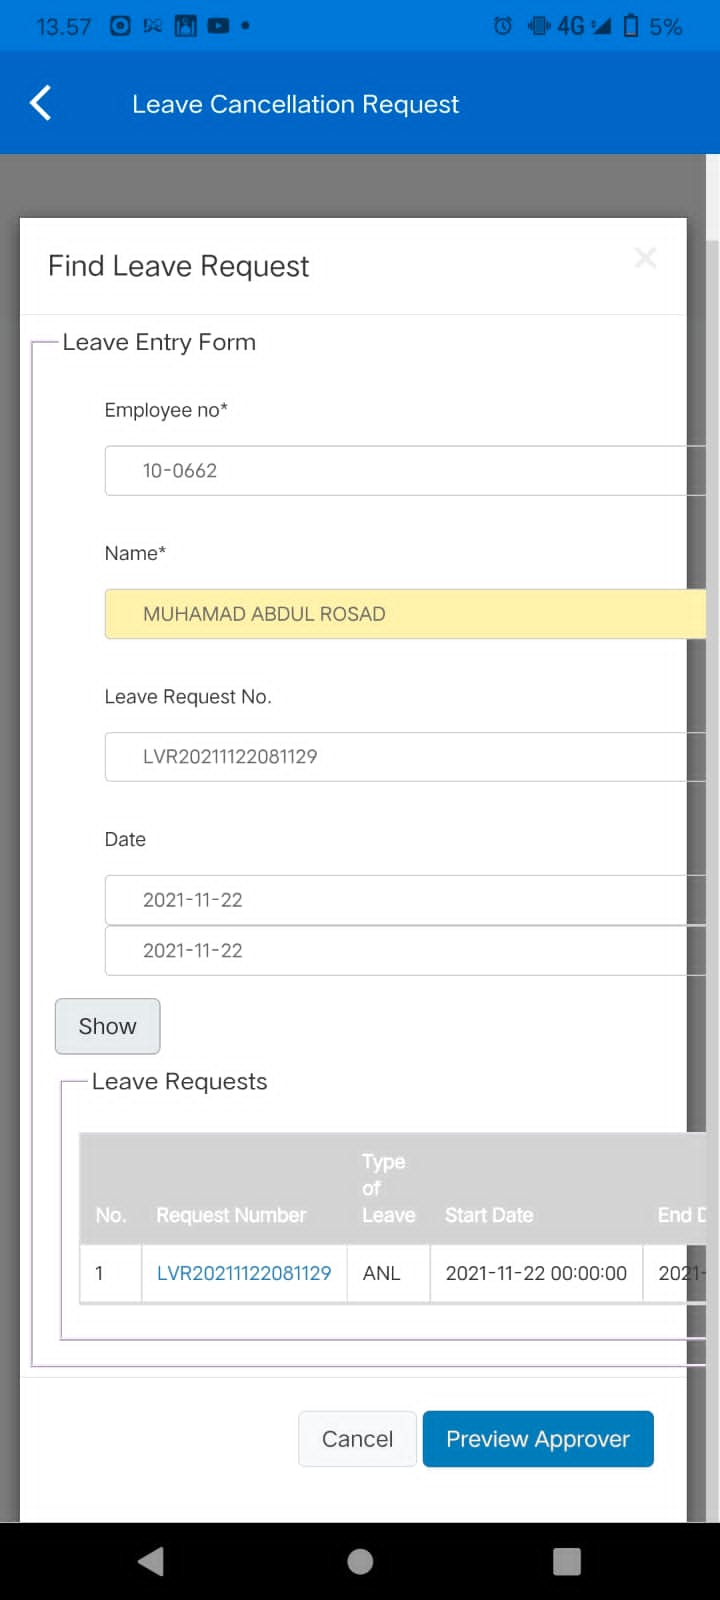 13.57 4G 5%
Leave Cancellation Request
Find Leave Request
Leave Entry Form
Employee no*
10-0662
Name*
MUHAMAD ABDUL ROSAD
Leave Request No.
LVR20211122081129
Date
2021-11-22
2021-11-22
Show
Leave Requests
No. Request Number Type of Leave Start Date End D
1 LVR20211122081129 ANL 2021-11-22 00:00:00 2021-
Cancel Preview Approver